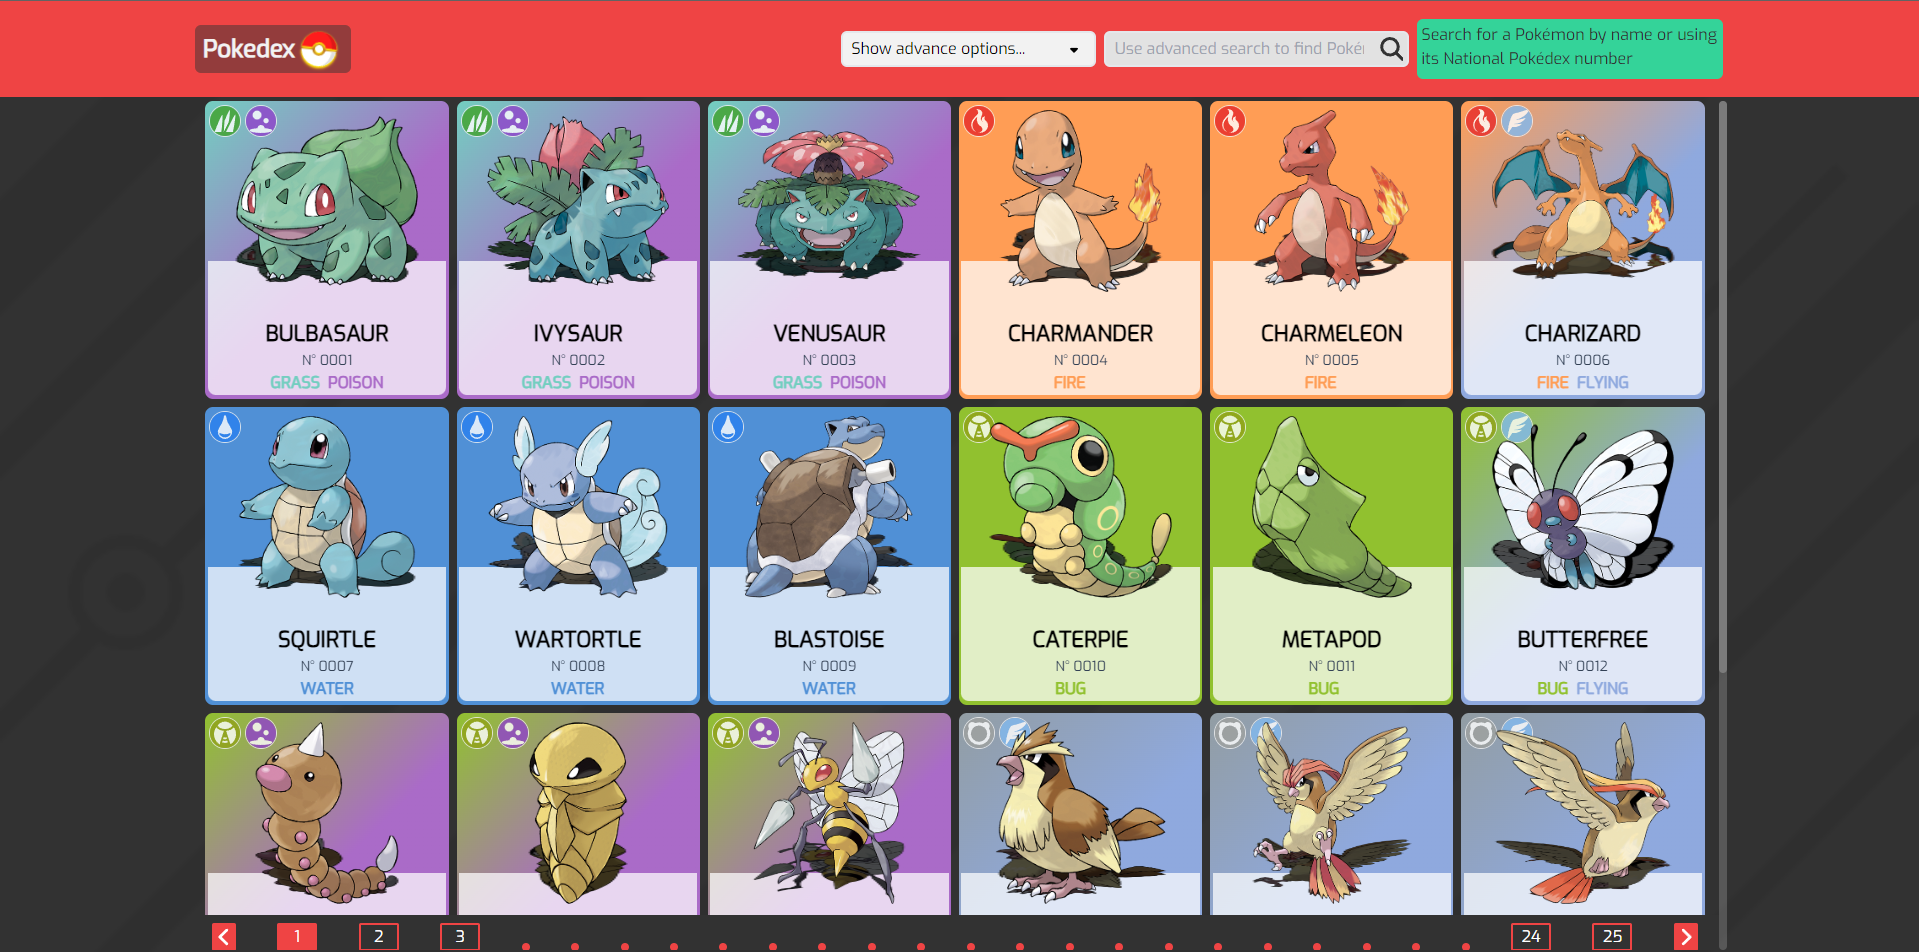 Pokedex
Show advance options...
Use advanced search to find Poké
Search for a Pokémon by name or using
its National Pokédex number
BULBASAUR
N° 0001
GRASS POISON
IVYSAUR
N° 0002
GRASS POISON
VENUSAUR
N° 0003
GRASS POISON
CHARMANDER
N° 0004
FIRE
CHARMELEON
N° 0005
FIRE
CHARIZARD
N° 0006
FIRE FLYING
SQUIRTLE
N° 0007
WATER
WARTORTLE
N° 0008
WATER
BLASTOISE
N° 0009
WATER
CATERPIE
N° 0010
BUG
METAPOD
N° 0011
BUG
BUTTERFREE
N° 0012
BUG FLYING
1 2 3 24 25